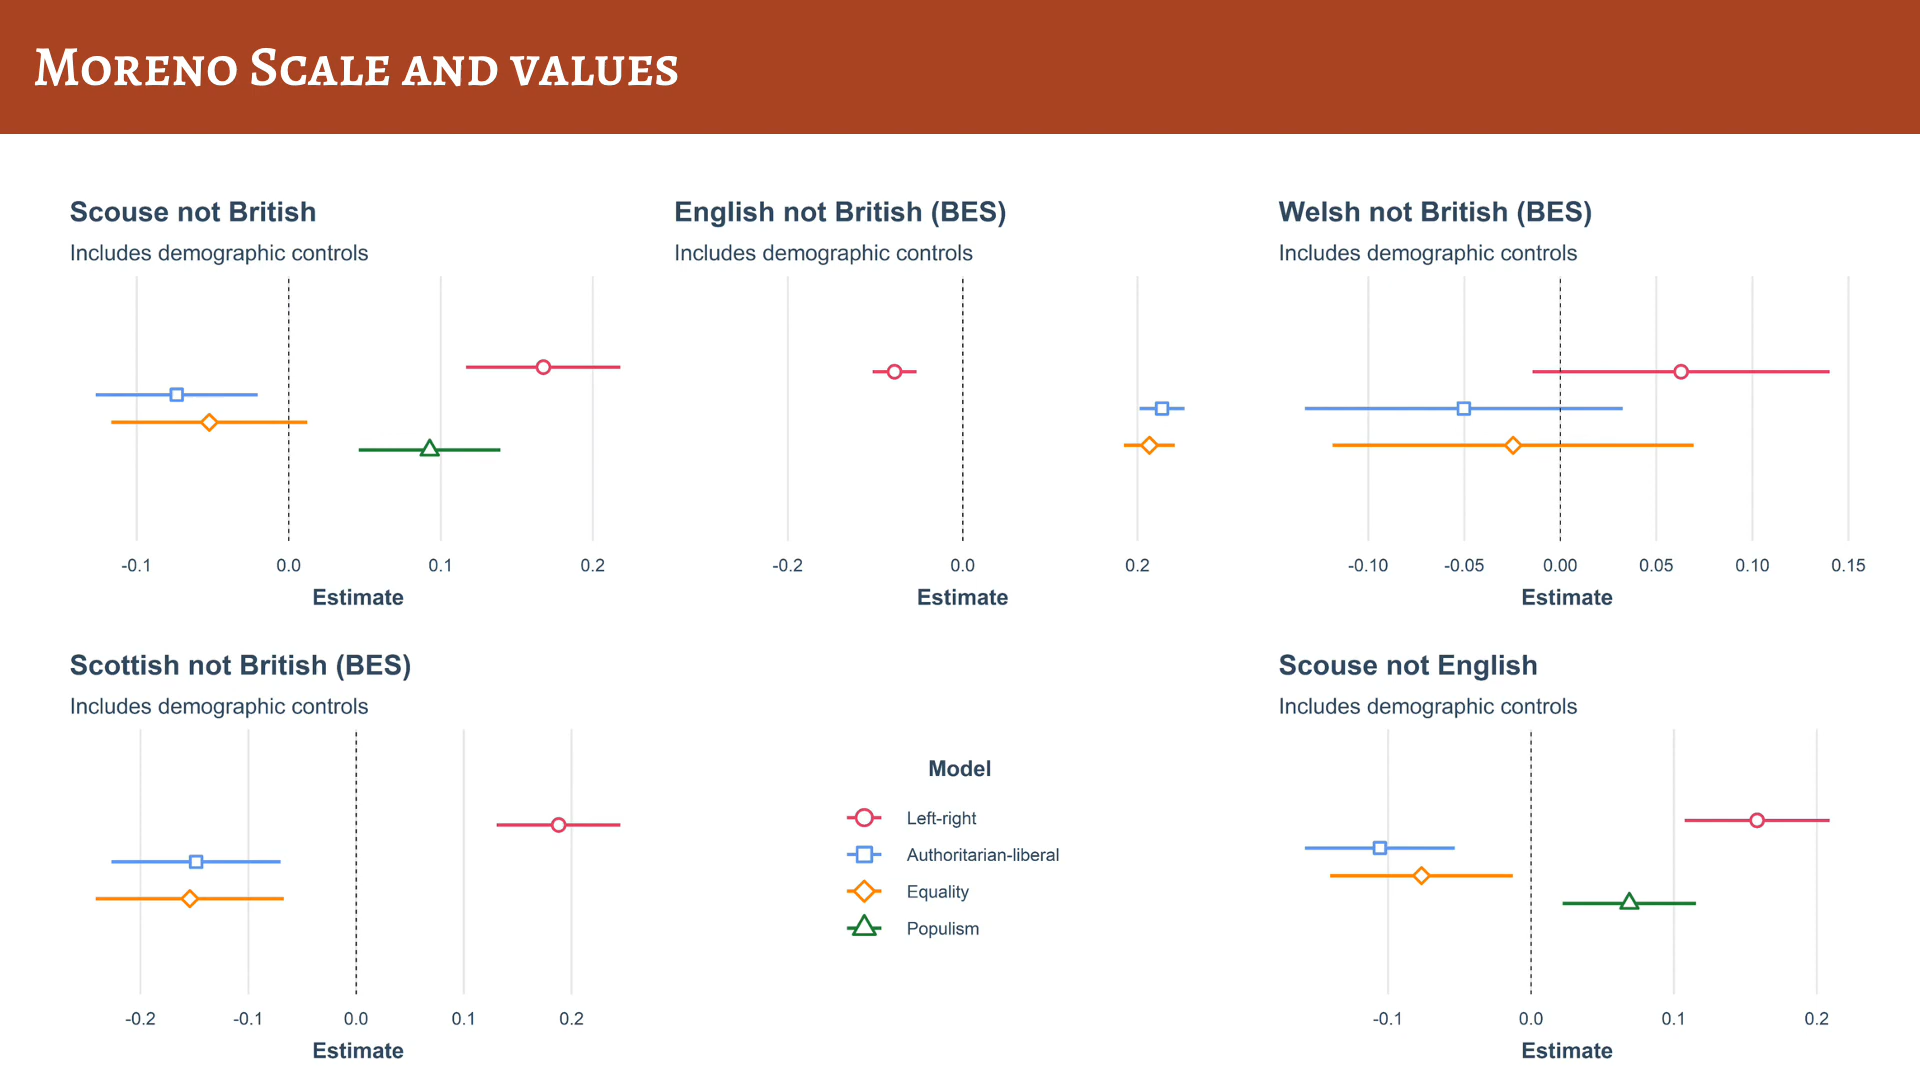 Moreno Scale and values
Scouse not British
Includes demographic controls
-0.1 0.0 0.1 0.2
Estimate
English not British (BES)
Includes demographic controls
-0.2 0.0 0.2
Estimate
Welsh not British (BES)
Includes demographic controls
-0.10 -0.05 0.00 0.05 0.10 0.15
Estimate
Scottish not British (BES)
Includes demographic controls
-0.2 -0.1 0.0 0.1 0.2
Estimate
Model
Left-right
Authoritarian-liberal
Equality
Populism
Scouse not English
Includes demographic controls
-0.1 0.0 0.1 0.2
Estimate